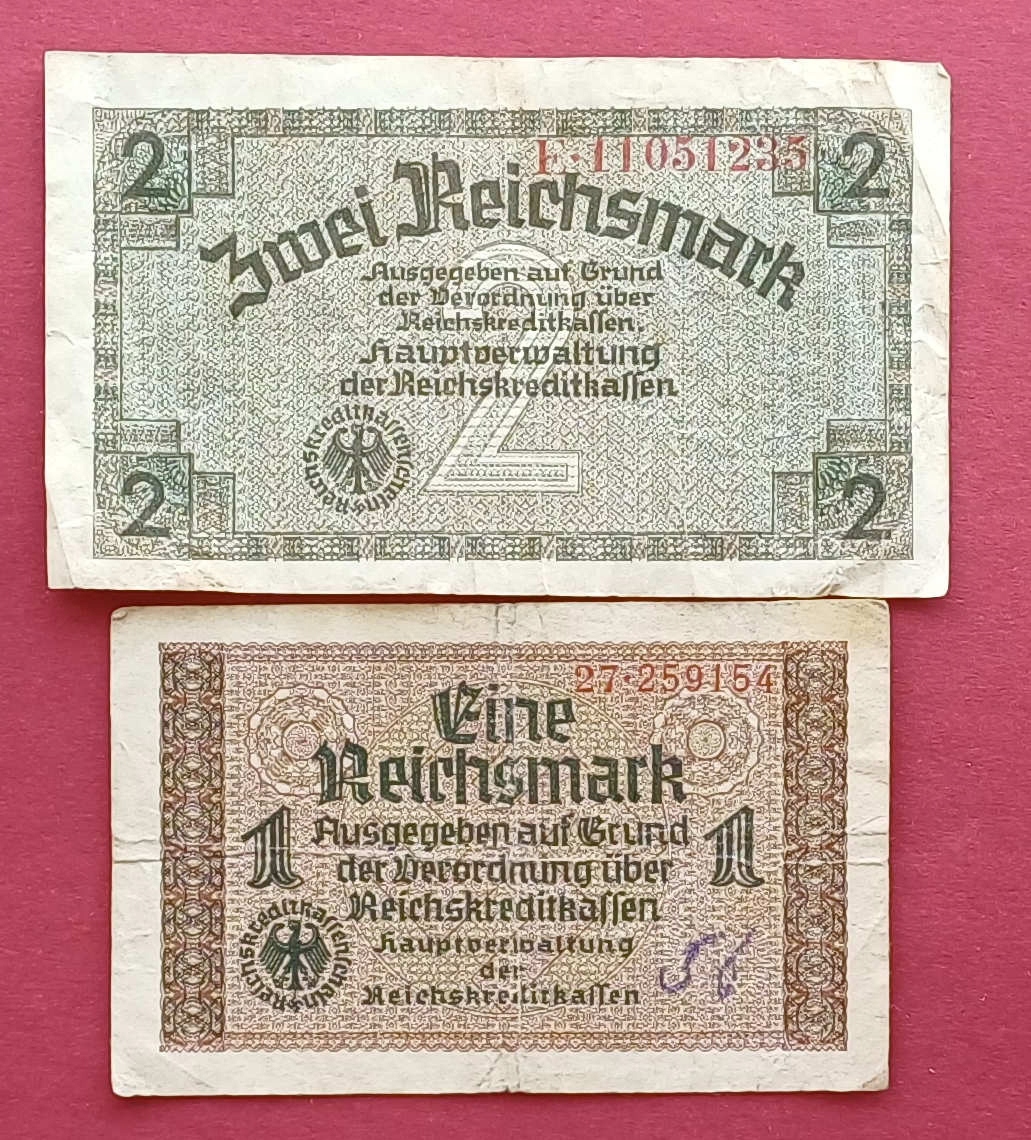 2 2
E·11051235
Zwei Reichsmark
Ausgegeben auf Grund
der Verordnung über
Reichskreditkassen.
Hauptverwaltung
der Reichskreditkassen
2
Reichskreditkassenschein
2 2
27·259154
Eine
Reichsmark
1 Ausgegeben auf Grund 1
der Verordnung über
Reichskreditkassen
Hauptverwaltung
der
Reichskreditkassen
Reichskreditkassenschein